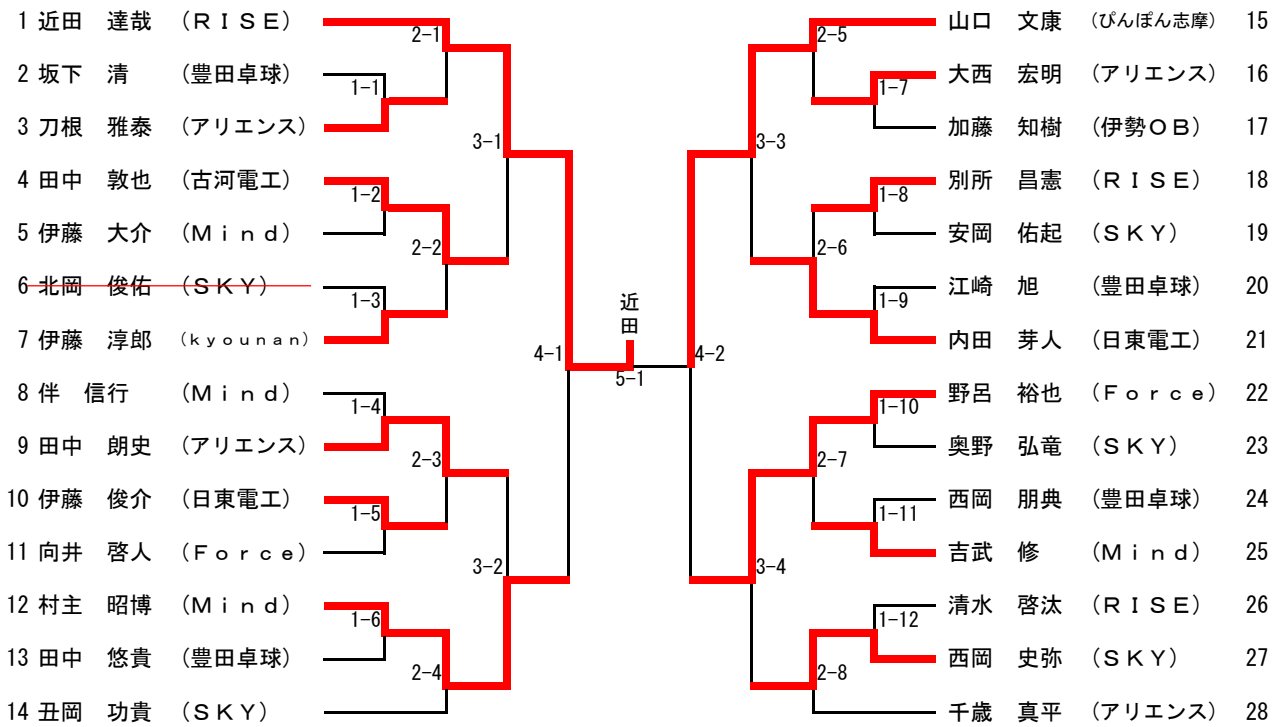 1 近田　達哉　（ＲＩＳＥ）
2 坂下　清　（豊田卓球）
3 刀根　雅泰　（アリエンス）
4 田中　敦也　（古河電工）
5 伊藤　大介　（Ｍｉｎｄ）
6 北岡　俊佑　（ＳＫＹ）
7 伊藤　淳郎　（ｋｙｏｕｎａｎ）
8 伴　信行　（Ｍｉｎｄ）
9 田中　朗史　（アリエンス）
10 伊藤　俊介　（日東電工）
11 向井　啓人　（Ｆｏｒｃｅ）
12 村主　昭博　（Ｍｉｎｄ）
13 田中　悠貴　（豊田卓球）
14 丑岡　功貴　（ＳＫＹ）
1-1
1-2
1-3
1-4
1-5
1-6
2-1
2-2
2-3
2-4
3-1
3-2
4-1
近田
5-1
4-2
3-3
3-4
2-5
2-6
2-7
2-8
1-7
1-8
1-9
1-10
1-11
1-12
山口　文康　（ぴんぽん志摩）　15
大西　宏明　（アリエンス）　16
加藤　知樹　（伊勢ＯＢ）　17
別所　昌憲　（ＲＩＳＥ）　18
安岡　佑起　（ＳＫＹ）　19
江崎　旭　（豊田卓球）　20
内田　芽人　（日東電工）　21
野呂　裕也　（Ｆｏｒｃｅ）　22
奥野　弘竜　（ＳＫＹ）　23
西岡　朋典　（豊田卓球）　24
吉武　修　（Ｍｉｎｄ）　25
清水　啓汰　（ＲＩＳＥ）　26
西岡　史弥　（ＳＫＹ）　27
千歳　真平　（アリエンス）　28